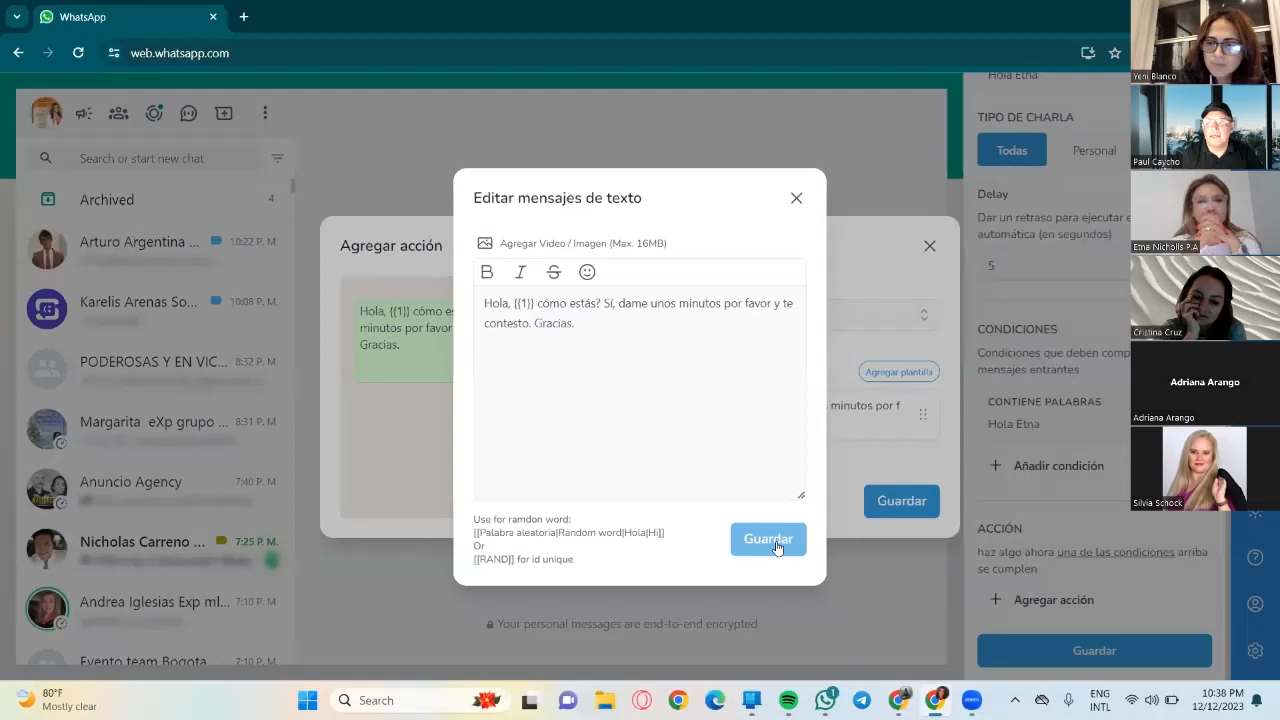 WhatsApp
web.whatsapp.com
Search or start new chat
Archived
4
Arturo Argentina ...
10:22 P. M.
Karelis Arenas So...
10:08 P. M.
PODEROSAS Y EN VIC...
8:32 P. M.
Margarita eXp grupo ...
8:31 P. M.
Anuncio Agency
7:40 P. M.
Nicholas Carreno ...
7:25 P. M.
Andrea Iglesias Exp ml...
7:10 P. M.
Evento team Bogota
7:10 P. M.
Agregar acción
Hola, {{1}} cómo es
minutos por favor
Gracias.
Agregar plantilla
s minutos por f
Guardar
Your personal messages are end-to-end encrypted
Editar mensajes de texto
Agregar Video / Imagen (Max. 16MB)
B I S
Hola, {{1}} cómo estás? Sí, dame unos minutos por favor y te
contesto. Gracias.
Use for ramdon word;
[[Palabra aleatoria|Random word|Hola|Hi]]
Or
[[RAND]] for id unique
Guardar
Hola Etna
TIPO DE CHARLA
Todas
Personal
Delay
Dar un retraso para ejecutar
automática (en segundos)
5
CONDICIONES
Condiciones que deben comp
mensajes entrantes
CONTIENE PALABRAS
Hola Etna
Añadir condición
ACCIÓN
haz algo ahora una de las condiciones arriba
se cumplen
Agregar acción
Guardar
Yeni Blanco
Paul Caycho
Etna Nicholls P.A
Cristina Cruz
Adriana Arango
Adriana Arango
Silvia Schock
80°F
Mostly clear
Search
1
ENG
INTL
10:38 PM
12/12/2023